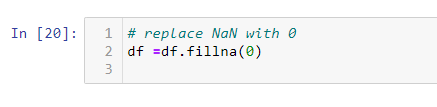 In [20]:
1 # replace NaN with 0
2 df =df.fillna(0)
3